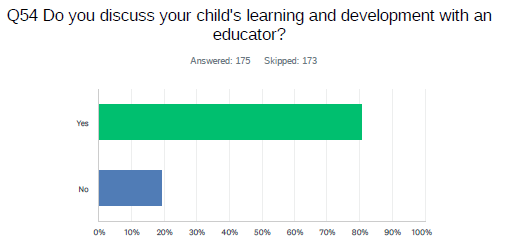 Q54 Do you discuss your child's learning and development with an
educator?
Answered: 175 Skipped: 173
Yes
No
0% 10% 20% 30% 40% 50% 60% 70% 80% 90% 100%